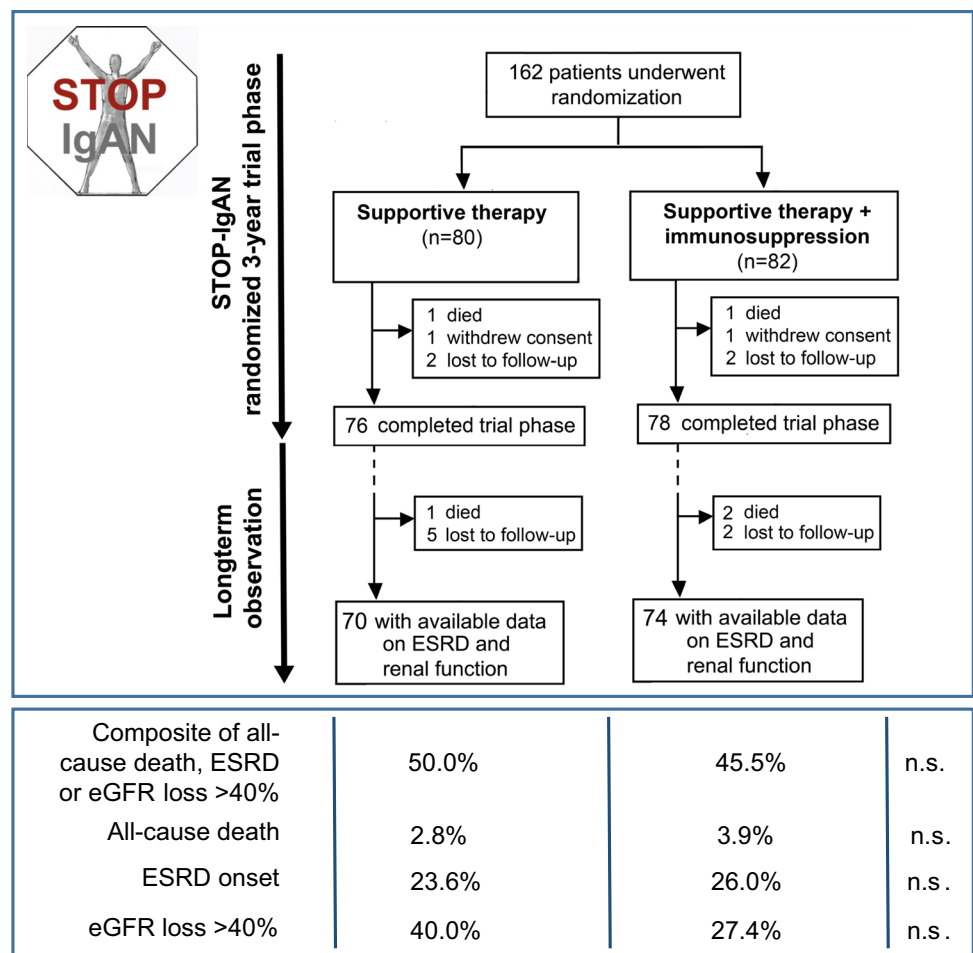 STOP
IgAN
STOP-IgAN
randomized 3-year trial phase
162 patients underwent
randomization
Supportive therapy
(n=80)
Supportive therapy +
immunosuppression
(n=82)
1 died
1 withdrew consent
2 lost to follow-up
1 died
1 withdrew consent
2 lost to follow-up
76 completed trial phase
78 completed trial phase
Longterm
observation
1 died
5 lost to follow-up
2 died
2 lost to follow-up
70 with available data
on ESRD and
renal function
74 with available data
on ESRD and
renal function
Composite of all-
cause death, ESRD
or eGFR loss >40%
50.0%
45.5%
n.s.
All-cause death
2.8%
3.9%
n.s.
ESRD onset
23.6%
26.0%
n.s.
eGFR loss >40%
40.0%
27.4%
n.s.